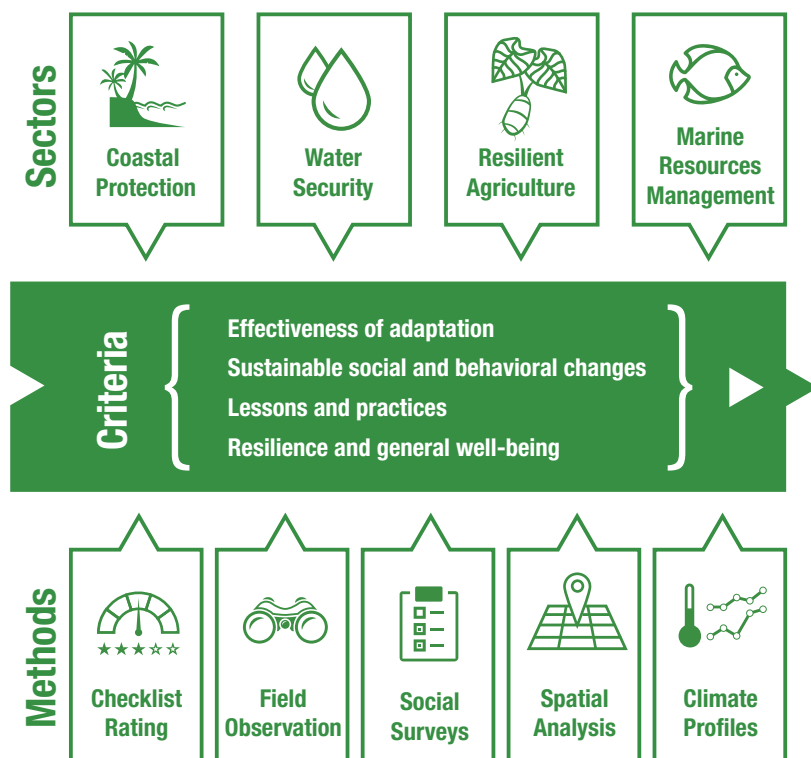 Sectors
Coastal
Protection
Water
Security
Resilient
Agriculture
Marine
Resources
Management
Criteria
Effectiveness of adaptation
Sustainable social and behavioral changes
Lessons and practices
Resilience and general well-being
Methods
Checklist
Rating
Field
Observation
Social
Surveys
Spatial
Analysis
Climate
Profiles